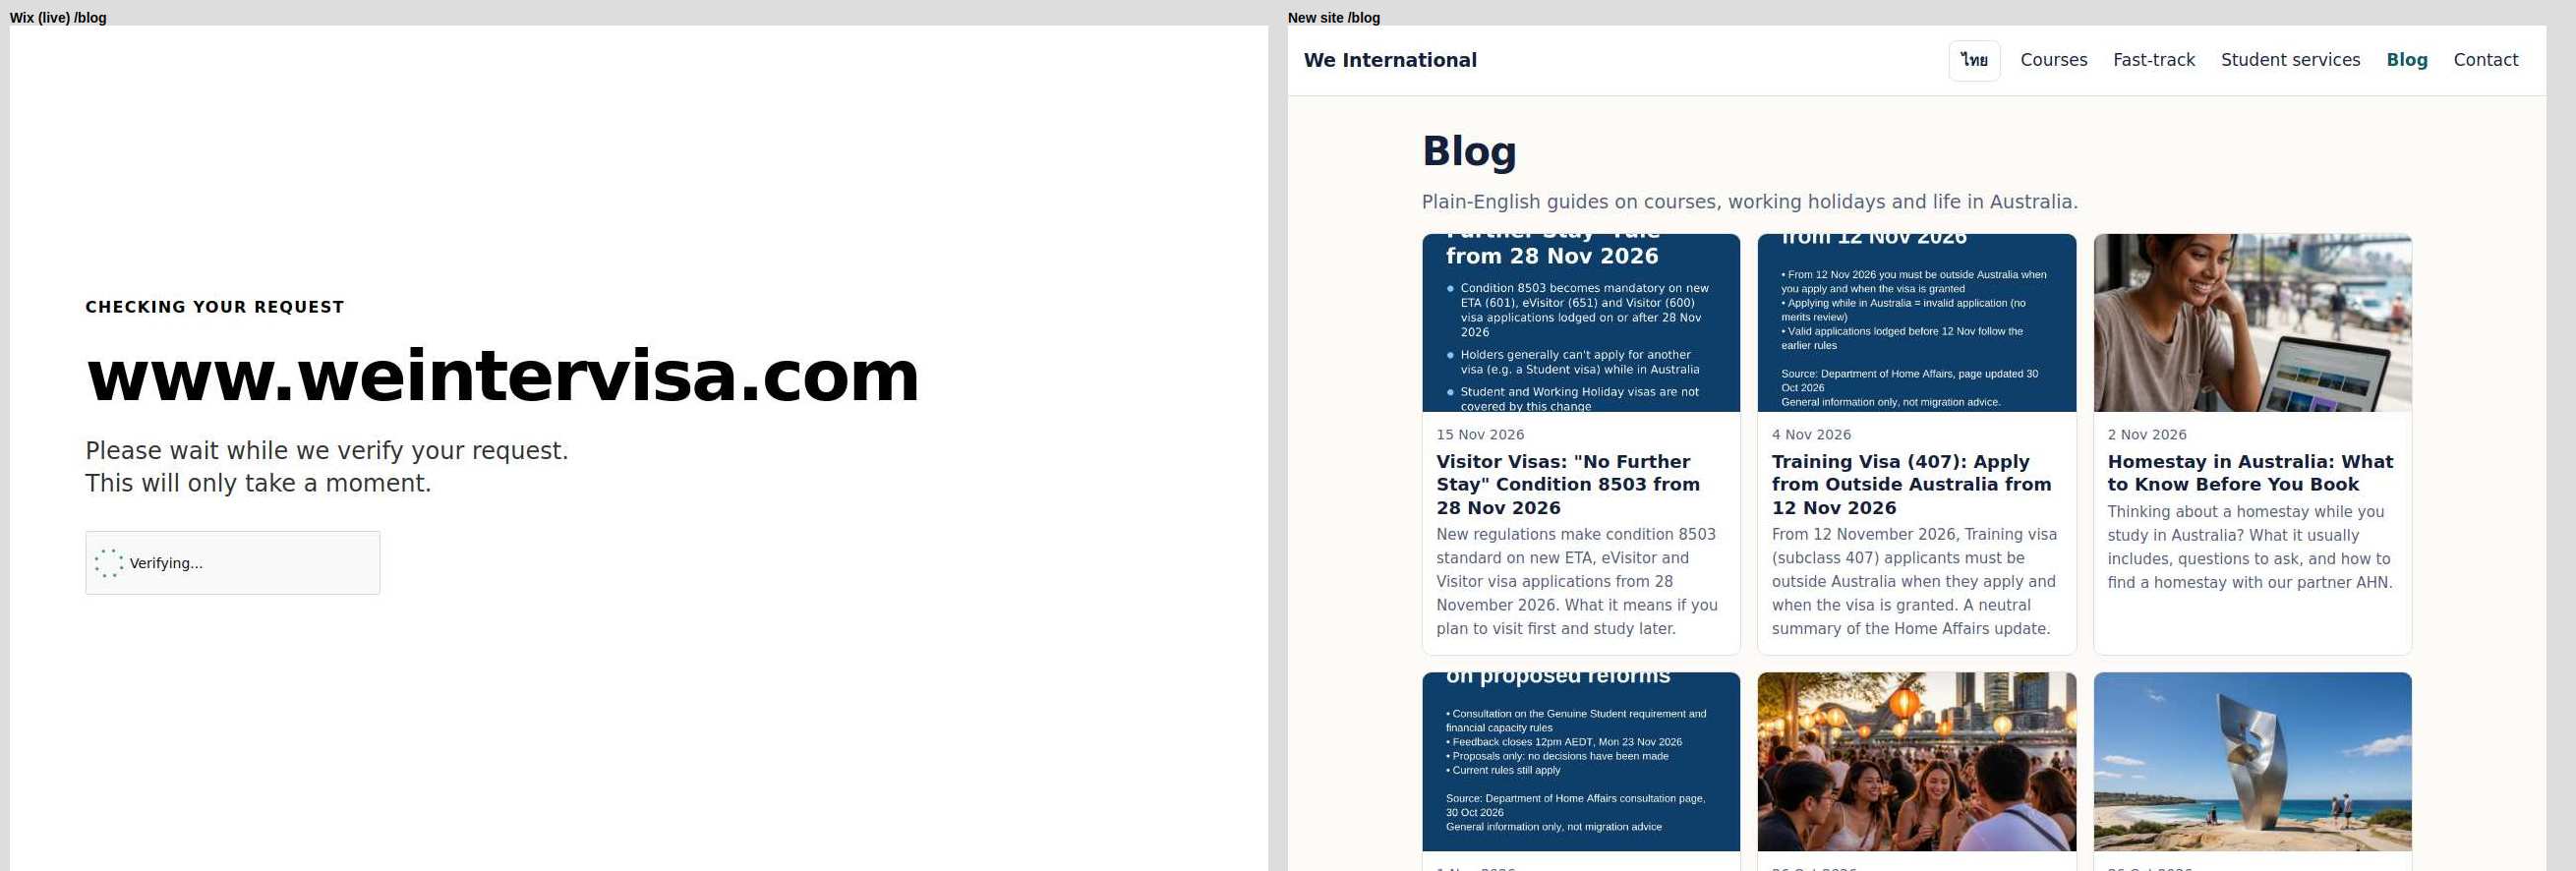 Wix (live) /blog
CHECKING YOUR REQUEST
www.weintervisa.com
Please wait while we verify your request.
This will only take a moment.
Verifying...
New site /blog
We International
ไทย
Courses
Fast-track
Student services
Blog
Contact
Blog
Plain-English guides on courses, working holidays and life in Australia.
from 28 Nov 2026
Condition 8503 becomes mandatory on new
ETA (601), eVisitor (651) and Visitor (600)
visa applications lodged on or after 28 Nov
2026
Holders generally can't apply for another
visa (e.g. a Student visa) while in Australia
Student and Working Holiday visas are not
covered by this change
15 Nov 2026
Visitor Visas: "No Further
Stay" Condition 8503 from
28 Nov 2026
New regulations make condition 8503
standard on new ETA, eVisitor and
Visitor visa applications from 28
November 2026. What it means if you
plan to visit first and study later.
from 12 Nov 2026
• From 12 Nov 2026 you must be outside Australia when
you apply and when the visa is granted
• Applying while in Australia = invalid application (no
merits review)
• Valid applications lodged before 12 Nov follow the
earlier rules
Source: Department of Home Affairs, page updated 30
Oct 2026
General information only, not migration advice.
4 Nov 2026
Training Visa (407): Apply
from Outside Australia from
12 Nov 2026
From 12 November 2026, Training visa
(subclass 407) applicants must be
outside Australia when they apply and
when the visa is granted. A neutral
summary of the Home Affairs update.
2 Nov 2026
Homestay in Australia: What
to Know Before You Book
Thinking about a homestay while you
study in Australia? What it usually
includes, questions to ask, and how to
find a homestay with our partner AHN.
on proposed reforms
• Consultation on the Genuine Student requirement and
financial capacity rules
• Feedback closes 12pm AEDT, Mon 23 Nov 2026
• Proposals only: no decisions have been made
• Current rules still apply
Source: Department of Home Affairs consultation page,
30 Oct 2026
General information only, not migration advice